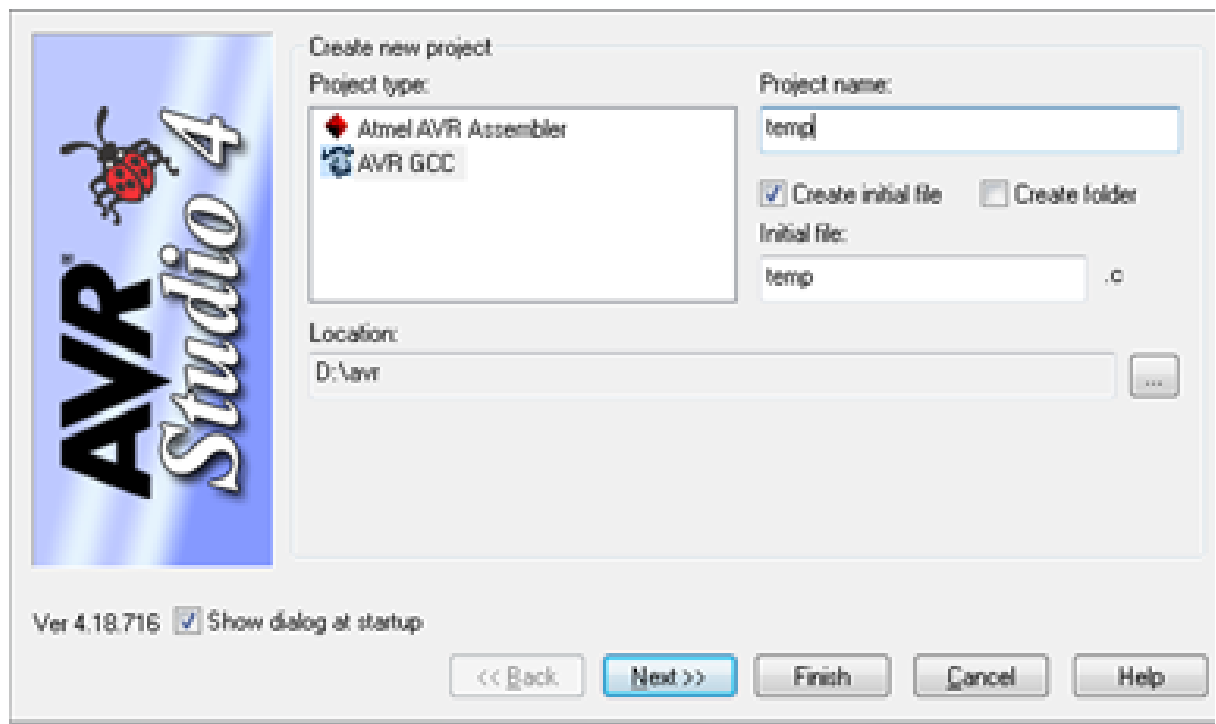 AVR Studio 4
Create new project
Project type:
Atmel AVR Assembler
AVR GCC
Project name:
temp
Create initial file
Create folder
Initial file:
temp .c
Location:
D:\avr
...
Ver 4.18.716 Show dialog at startup
<< Back Next >> Finish Cancel Help